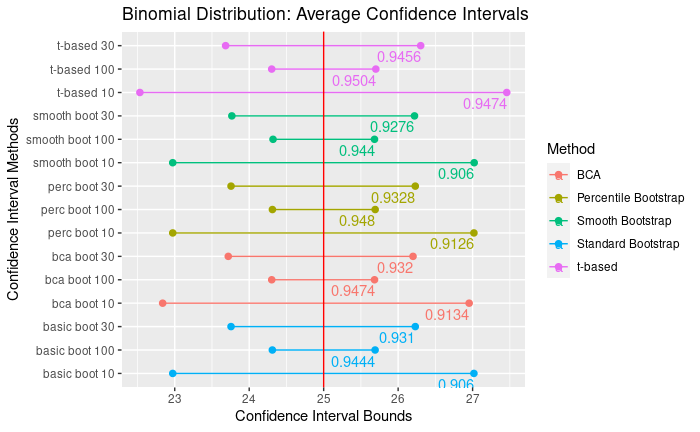 Binomial Distribution: Average Confidence Intervals
Confidence Interval Methods
t-based 30
0.9456
t-based 100
0.9504
t-based 10
0.9474
smooth boot 30
0.9276
smooth boot 100
0.944
smooth boot 10
0.906
perc boot 30
0.9328
perc boot 100
0.948
perc boot 10
0.9126
bca boot 30
0.932
bca boot 100
0.9474
bca boot 10
0.9134
basic boot 30
0.931
basic boot 100
0.9444
basic boot 10
0.906
23 24 25 26 27
Confidence Interval Bounds
Method
BCA
Percentile Bootstrap
Smooth Bootstrap
Standard Bootstrap
t-based